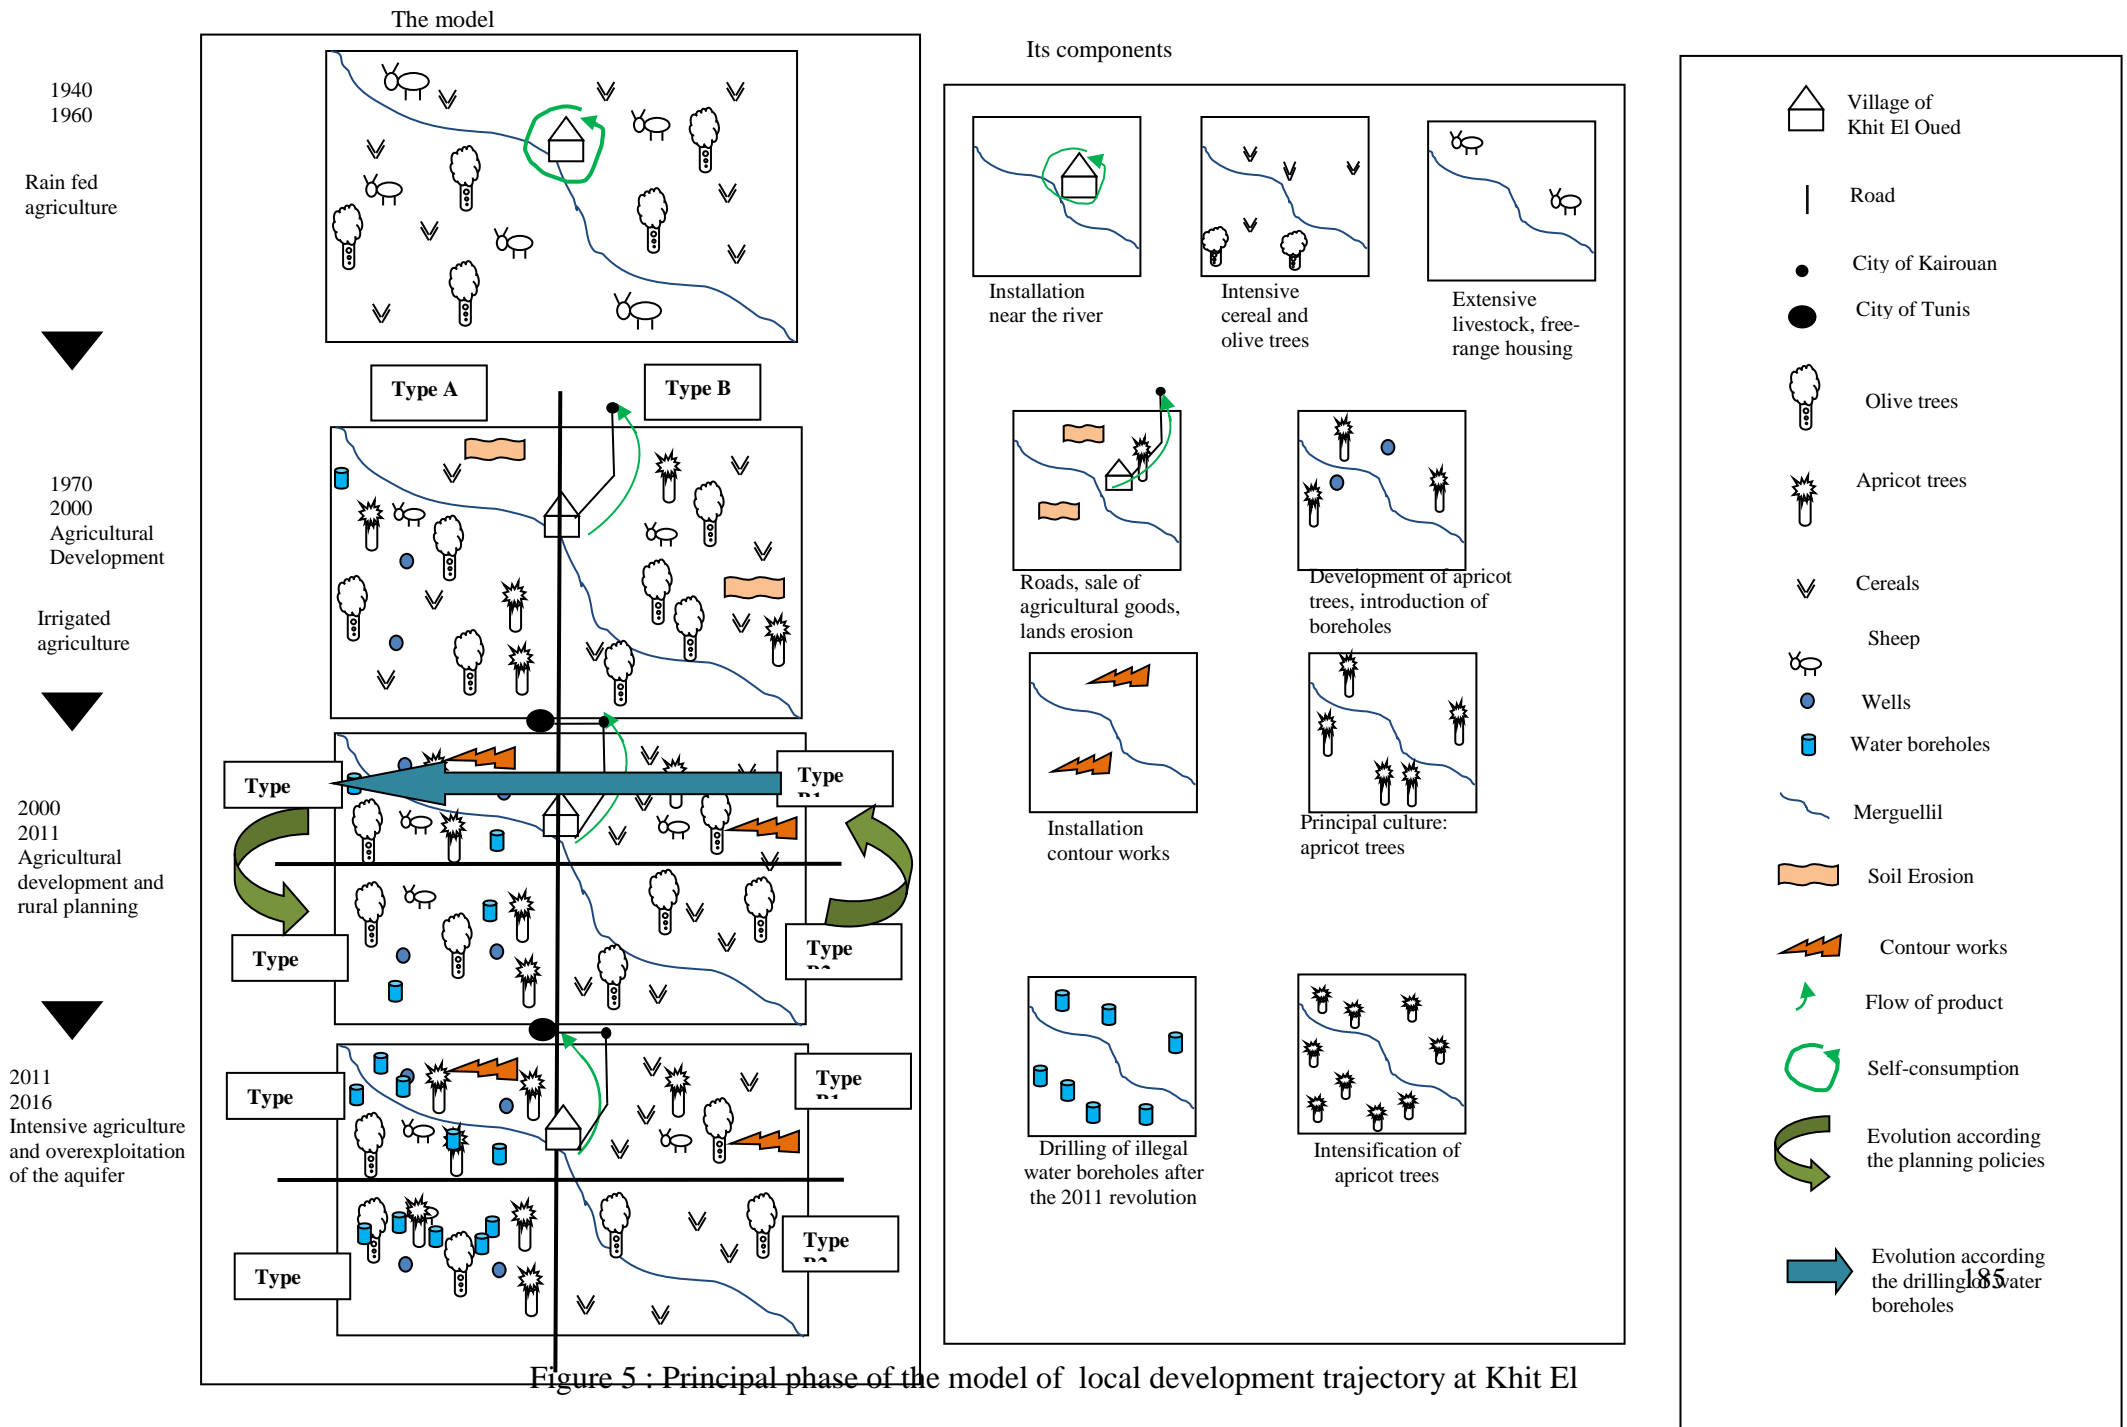 The model
Its components
1940
1960
Rain fed
agriculture
Type A
Type B
1970
2000
Agricultural
Development
Irrigated
agriculture
2000
2011
Agricultural
development and
rural planning
Type
Type
Type
Type
2011
2016
Intensive agriculture
and overexploitation
of the aquifer
Type
Type
Type
Type
Installation
near the river
Intensive
cereal and
olive trees
Extensive
livestock, free-
range housing
Roads, sale of
agricultural goods,
lands erosion
Development of apricot
trees, introduction of
boreholes
Installation
contour works
Principal culture:
apricot trees
Drilling of illegal
water boreholes after
the 2011 revolution
Intensification of
apricot trees
Village of
Khit El Oued
Road
City of Kairouan
City of Tunis
Olive trees
Apricot trees
Cereals
Sheep
Wells
Water boreholes
Merguellil
Soil Erosion
Contour works
Flow of product
Self-consumption
Evolution according
the planning policies
Evolution according
the drilling of water
boreholes
185
Figure 5 : Principal phase of the model of local development trajectory at Khit El